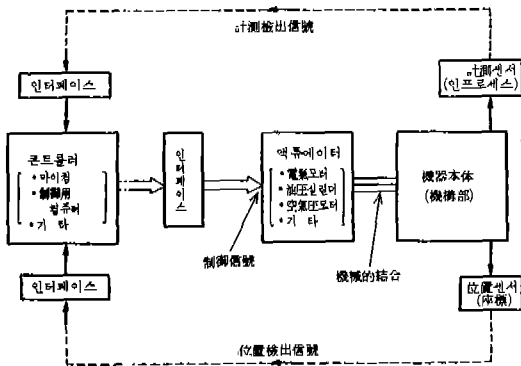 計測檢出信號
인터페이스
計測센서
(인프로세스)
콘트롤러
•마이컴
•制御用
컴퓨터
•기 타
인터페이스
액츄에이터
•電氣모터
•油圧실린더
•空氣圧모터
•기 타
機器本体
(機構部)
制御信號
機械的結合
인터페이스
位置센서
(座標)
位置檢出信號